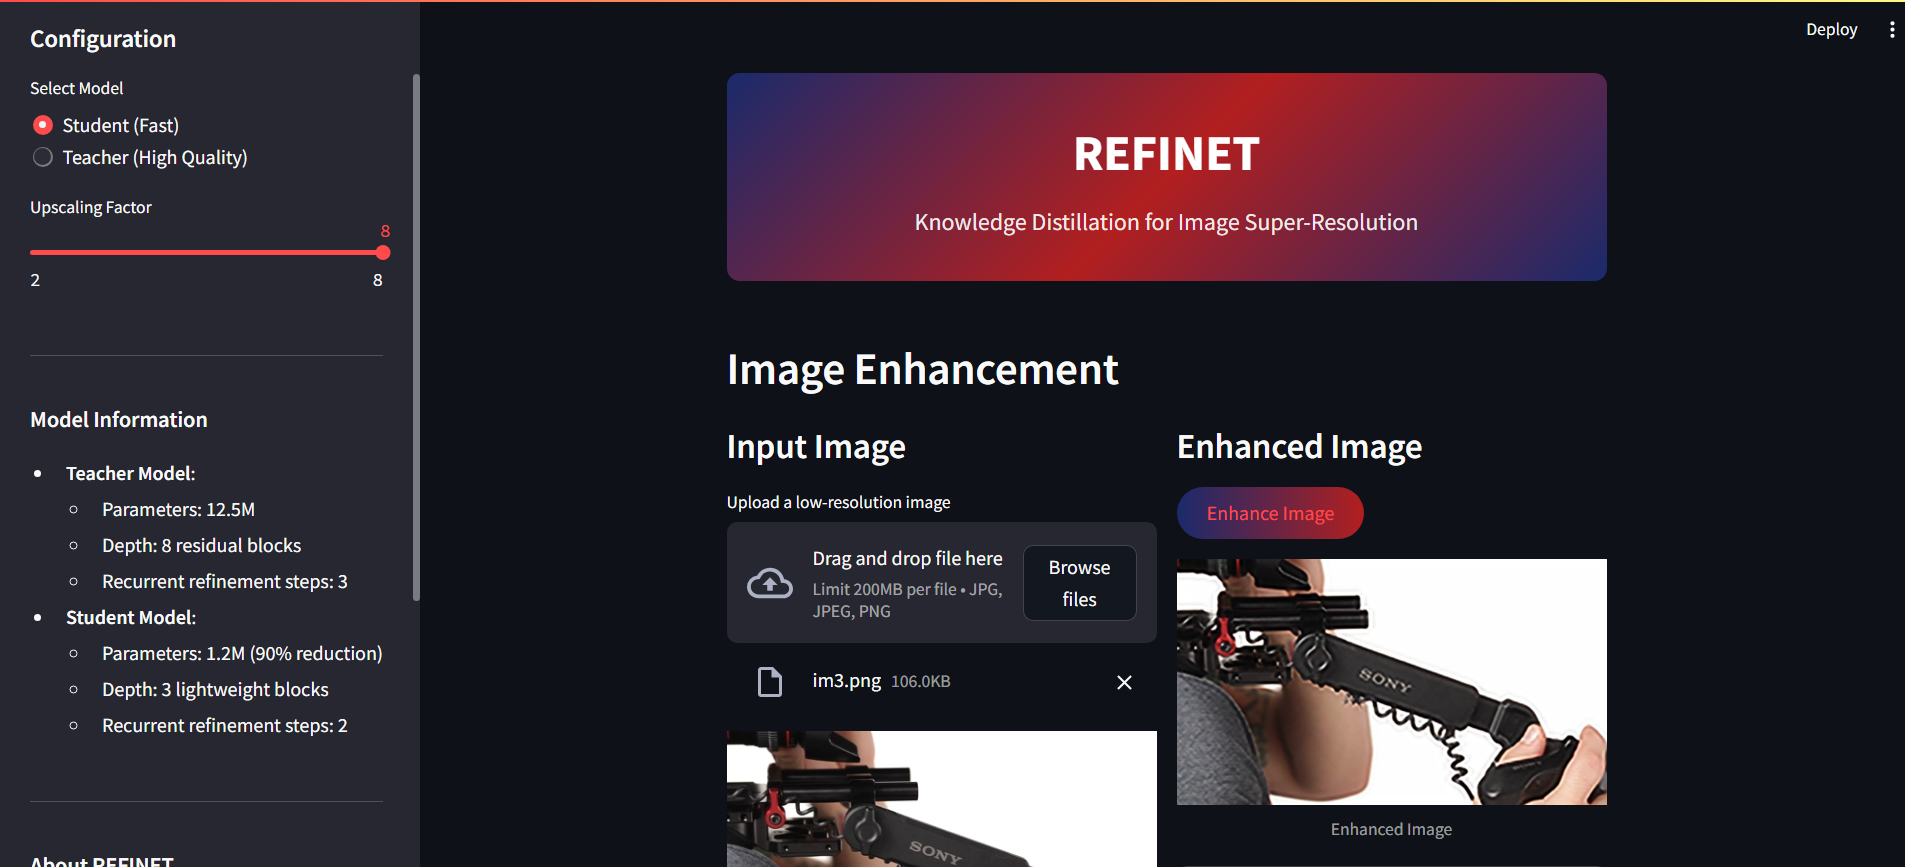 Configuration
Select Model
Student (Fast)
Teacher (High Quality)
Upscaling Factor
8
2
8
Model Information
Teacher Model:
Parameters: 12.5M
Depth: 8 residual blocks
Recurrent refinement steps: 3
Student Model:
Parameters: 1.2M (90% reduction)
Depth: 3 lightweight blocks
Recurrent refinement steps: 2
About REFINET
Deploy
REFINET
Knowledge Distillation for Image Super-Resolution
Image Enhancement
Input Image
Upload a low-resolution image
Drag and drop file here
Limit 200MB per file • JPG,
JPEG, PNG
Browse
files
im3.png 106.0KB
SONY
Enhanced Image
Enhance Image
SONY
Enhanced Image